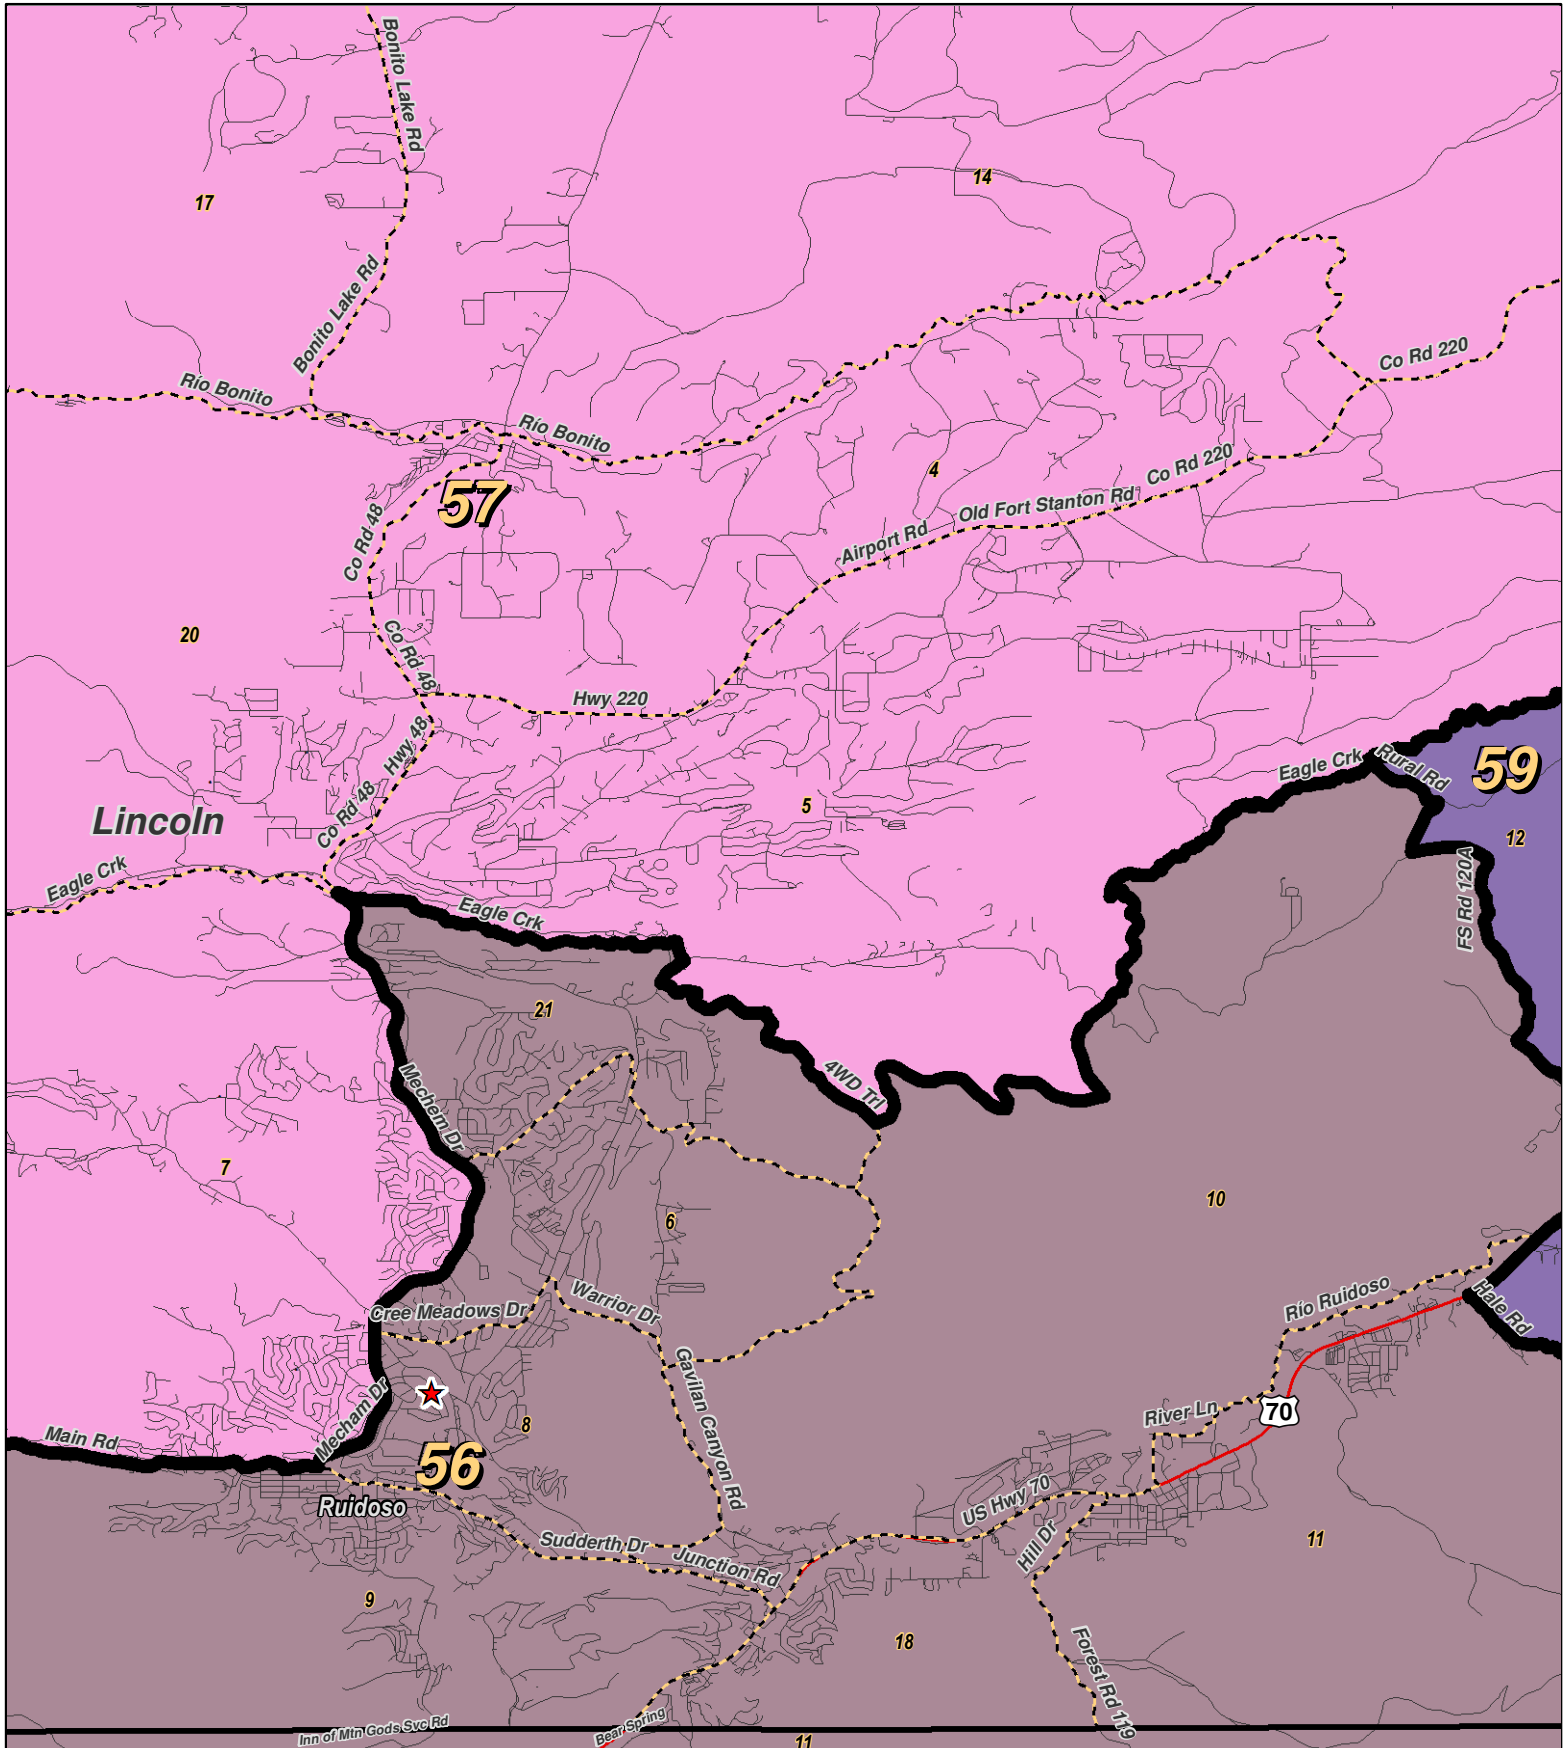 Bonito Lake Rd
17
14
Bonito Lake Rd
Río Bonito
Co Rd 220
Río Bonito
4
Co Rd 220
57
Old Fort Stanton Rd
Airport Rd
Co Rd 48
20
Co Rd 48
Hwy 220
Hwy 48
Eagle Crk
Rural Rd
59
Co Rd 48
5
Lincoln
12
Eagle Crk
FS Rd 120A
Eagle Crk
21
4WD Trl
Mechem Dr
7
6
10
Cree Meadows Dr
Warrior Dr
Río Ruidoso
Hale Rd
Gavilan Canyon Rd
Mecham Dr
8
River Ln
70
Main Rd
56
US Hwy 70
Ruidoso
Sudderth Dr
Junction Rd
Hill Dr
11
9
18
Forest Rd 119
Inn of Mtn Gods Svc Rd
Bear Spring
11